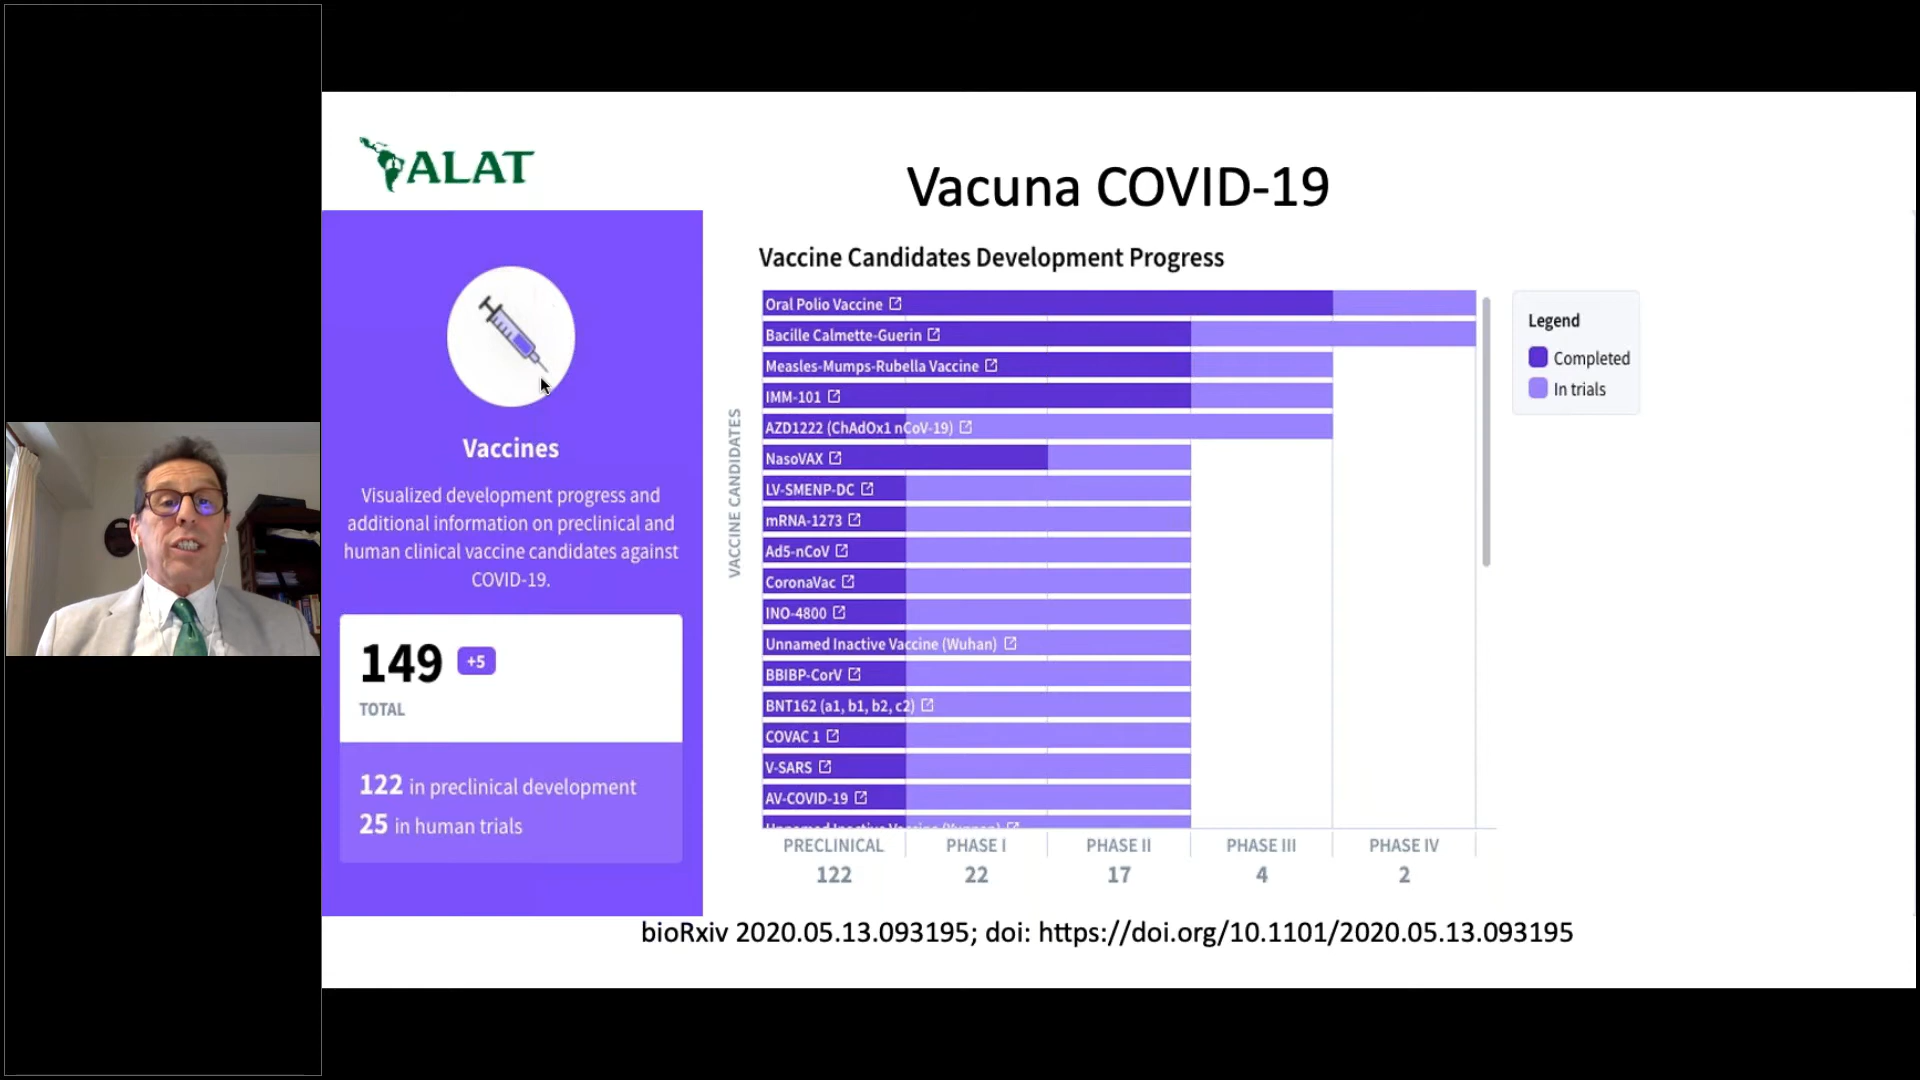 ALAT
Vacuna COVID-19
Vaccines
Visualized development progress and
additional information on preclinical and
human clinical vaccine candidates against
COVID-19.
149 +5
TOTAL
122 in preclinical development
25 in human trials
Vaccine Candidates Development Progress
VACCINE CANDIDATES
Oral Polio Vaccine
Bacille Calmette-Guerin
Measles-Mumps-Rubella Vaccine
IMM-101
AZD1222 (ChAdOx1 nCoV-19)
NasoVAX
LV-SMENP-DC
mRNA-1273
Ad5-nCoV
CoronaVac
INO-4800
Unnamed Inactive Vaccine (Wuhan)
BBIBP-CorV
BNT162 (a1, b1, b2, c2)
COVAC 1
V-SARS
AV-COVID-19
Unnamed Inactive Vaccine
PRECLINICAL PHASE I PHASE II PHASE III PHASE IV
122 22 17 4 2
Legend
Completed
In trials
bioRxiv 2020.05.13.093195; doi: https://doi.org/10.1101/2020.05.13.093195